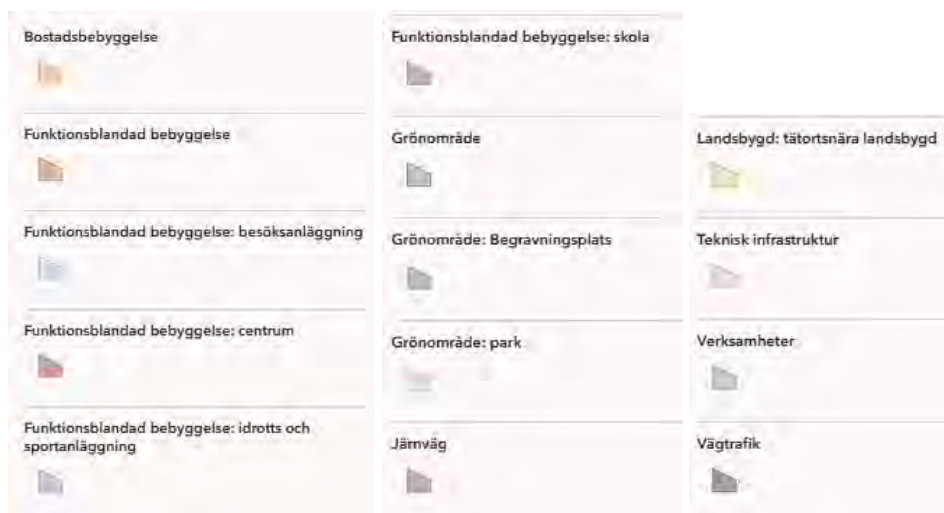 Bostadsbebyggelse
Funktionsblandad bebyggelse
Funktionsblandad bebyggelse: besöksanläggning
Funktionsblandad bebyggelse: centrum
Funktionsblandad bebyggelse: idrotts och
sportanläggning
Funktionsblandad bebyggelse: skola
Grönområde
Grönområde: Begravningsplats
Grönområde: park
Järnväg
Landsbygd: tätortsnära landsbygd
Teknisk infrastruktur
Verksamheter
Vägtrafik